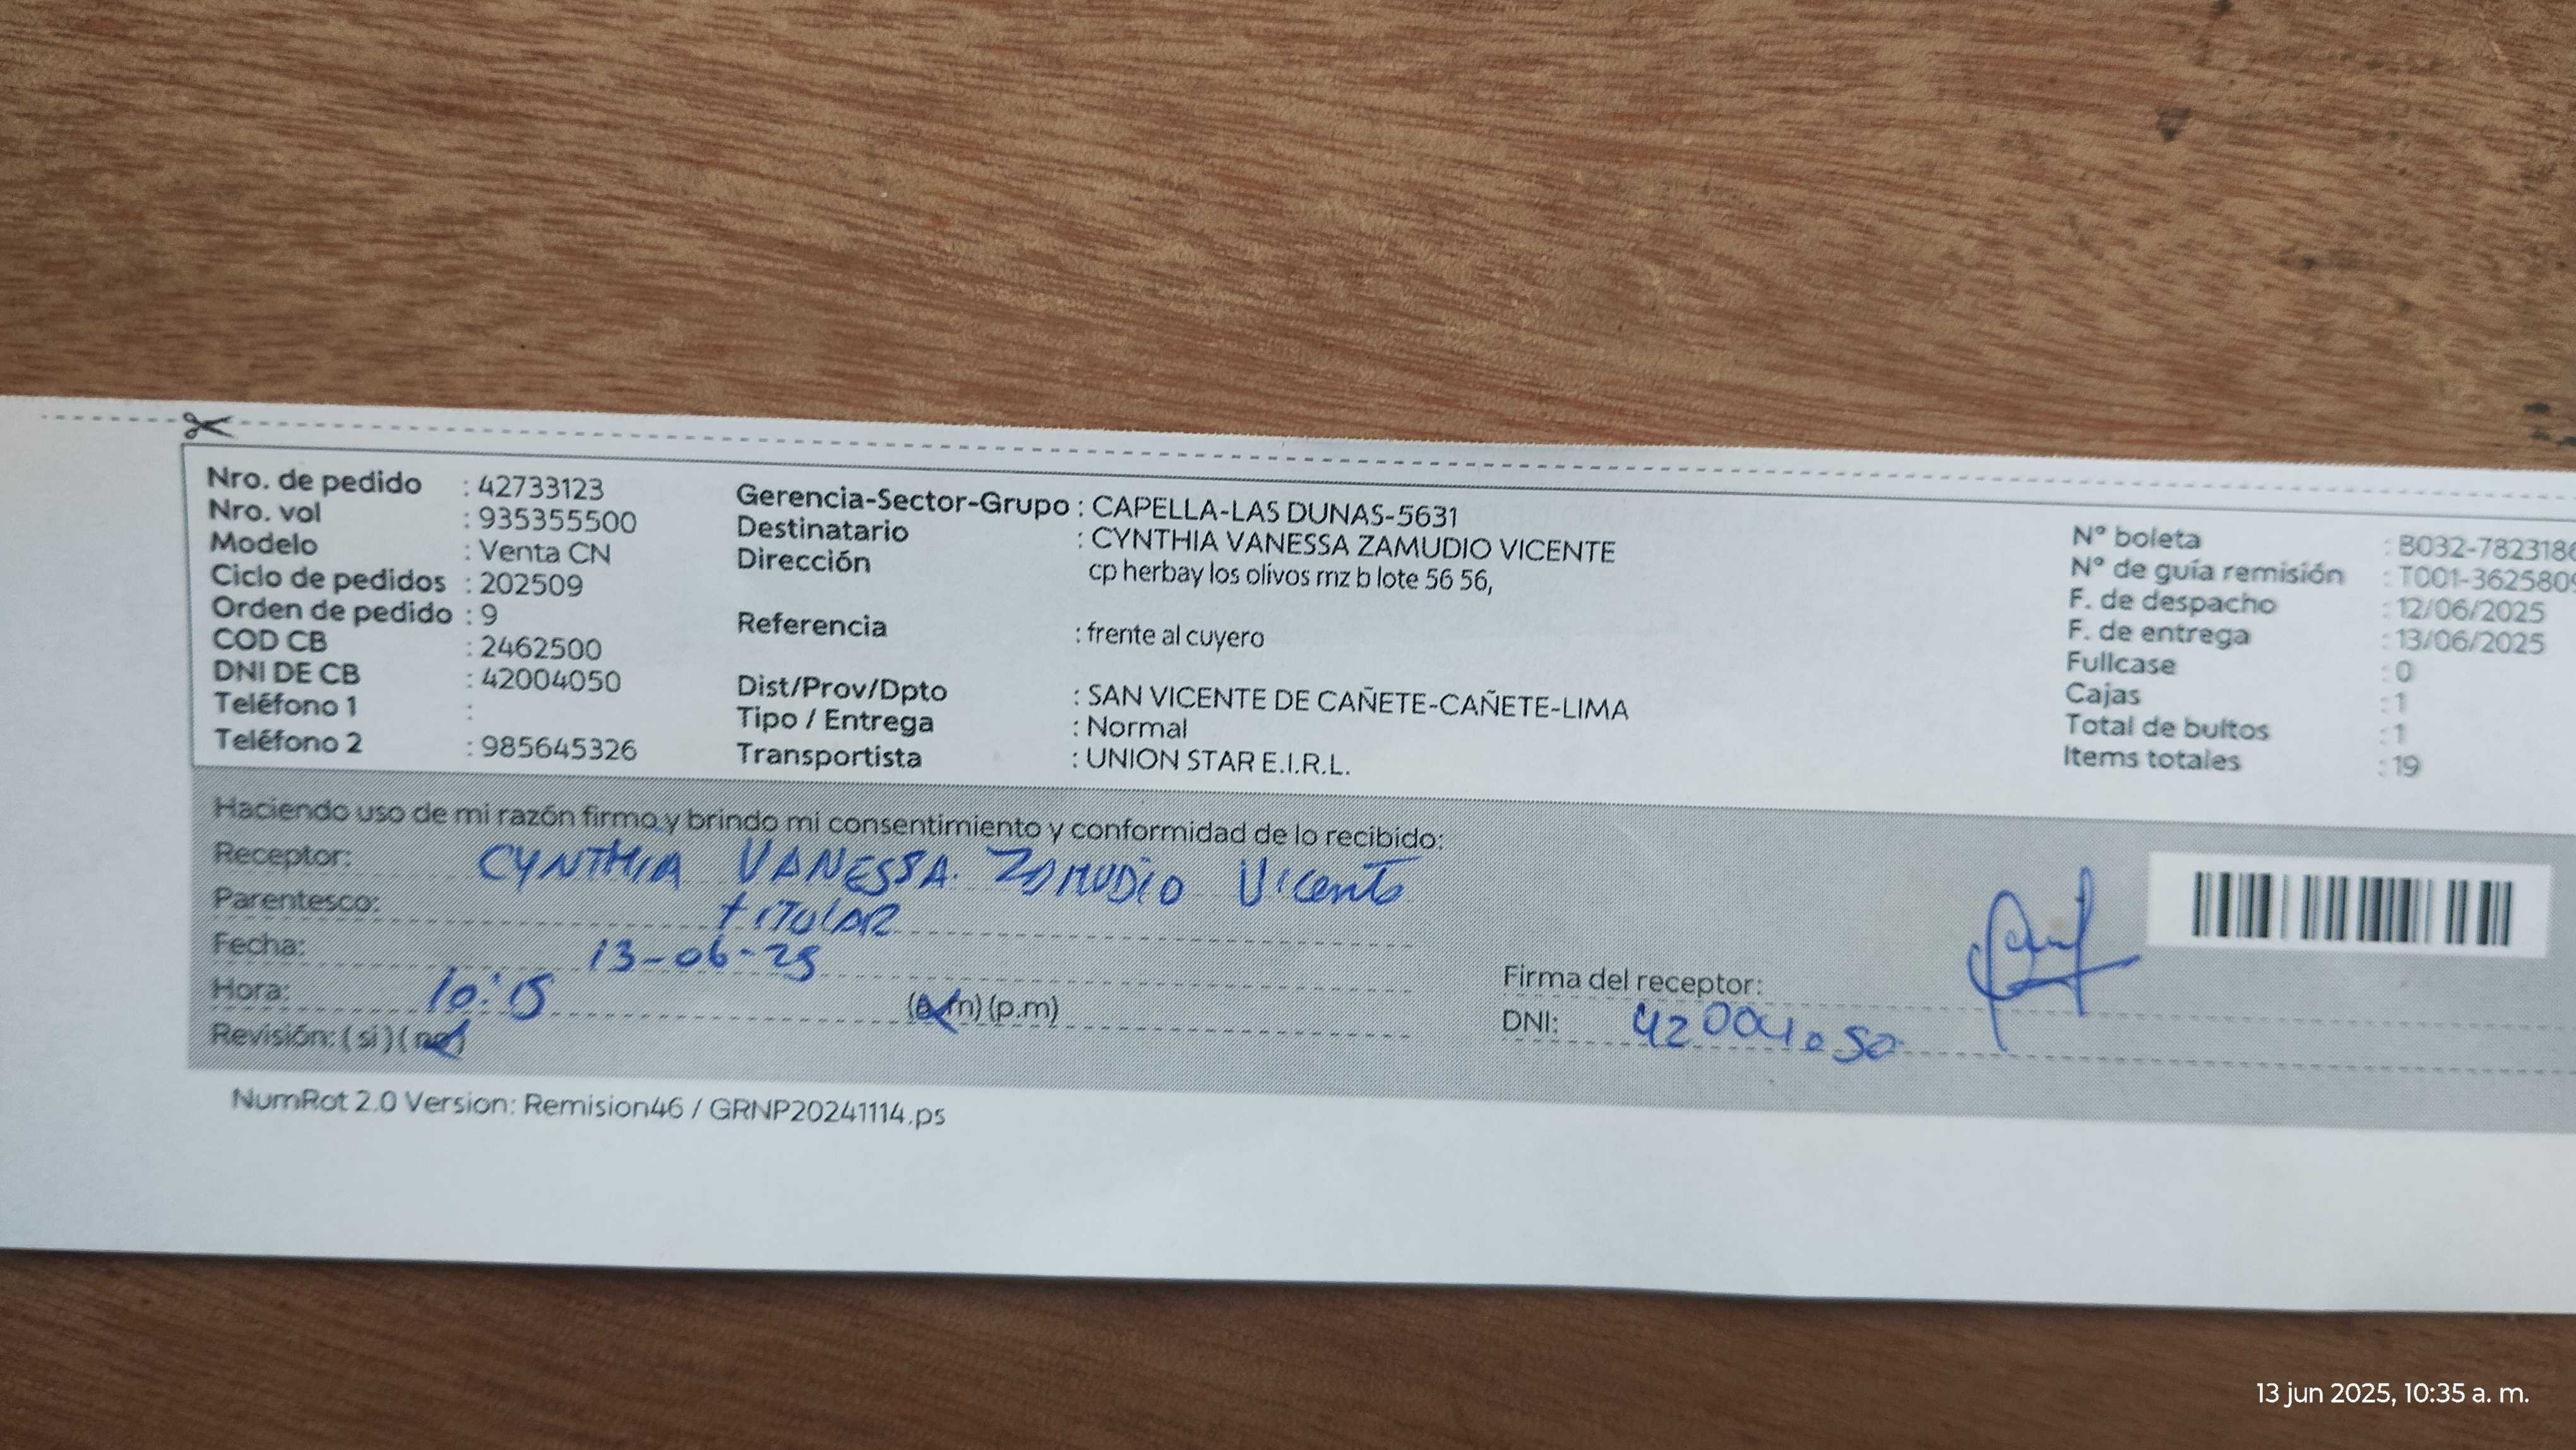 Nro. de pedido : 42733123
Nro. vol : 935355500
Modelo : Venta CN
Ciclo de pedidos : 202509
Orden de pedido : 9
COD CB : 2462500
DNI DE CB : 42004050
Teléfono 1 :
Teléfono 2 : 985645326
Gerencia-Sector-Grupo : CAPELLA-LAS DUNAS-5631
Destinatario : CYNTHIA VANESSA ZAMUDIO VICENTE
Dirección cp herbay los olivos mz b lote 56 56,
Referencia : frente al cuyero
Dist/Prov/Dpto : SAN VICENTE DE CAÑETE-CAÑETE-LIMA
Tipo / Entrega : Normal
Transportista : UNION STAR E.I.R.L.
N° boleta : B032-7823186
N° de guía remisión : T001-3625809
F. de despacho : 12/06/2025
F. de entrega : 13/06/2025
Fullcase : 0
Cajas : 1
Total de bultos : 1
Items totales : 19
Haciendo uso de mi razón firmo y brindo mi consentimiento y conformidad de lo recibido:
Receptor: CYNTHIA VANESSA ZAMUDIO Vicente
Parentesco: TITULAR
Fecha: 13-06-25
Hora: 10:15 (a.m) (p.m)
Revisión: (si) (no)
Firma del receptor:
DNI: 42004050
NumRot 2.0 Version: Remision46 / GRNP20241114.ps
13 jun 2025, 10:35 a. m.